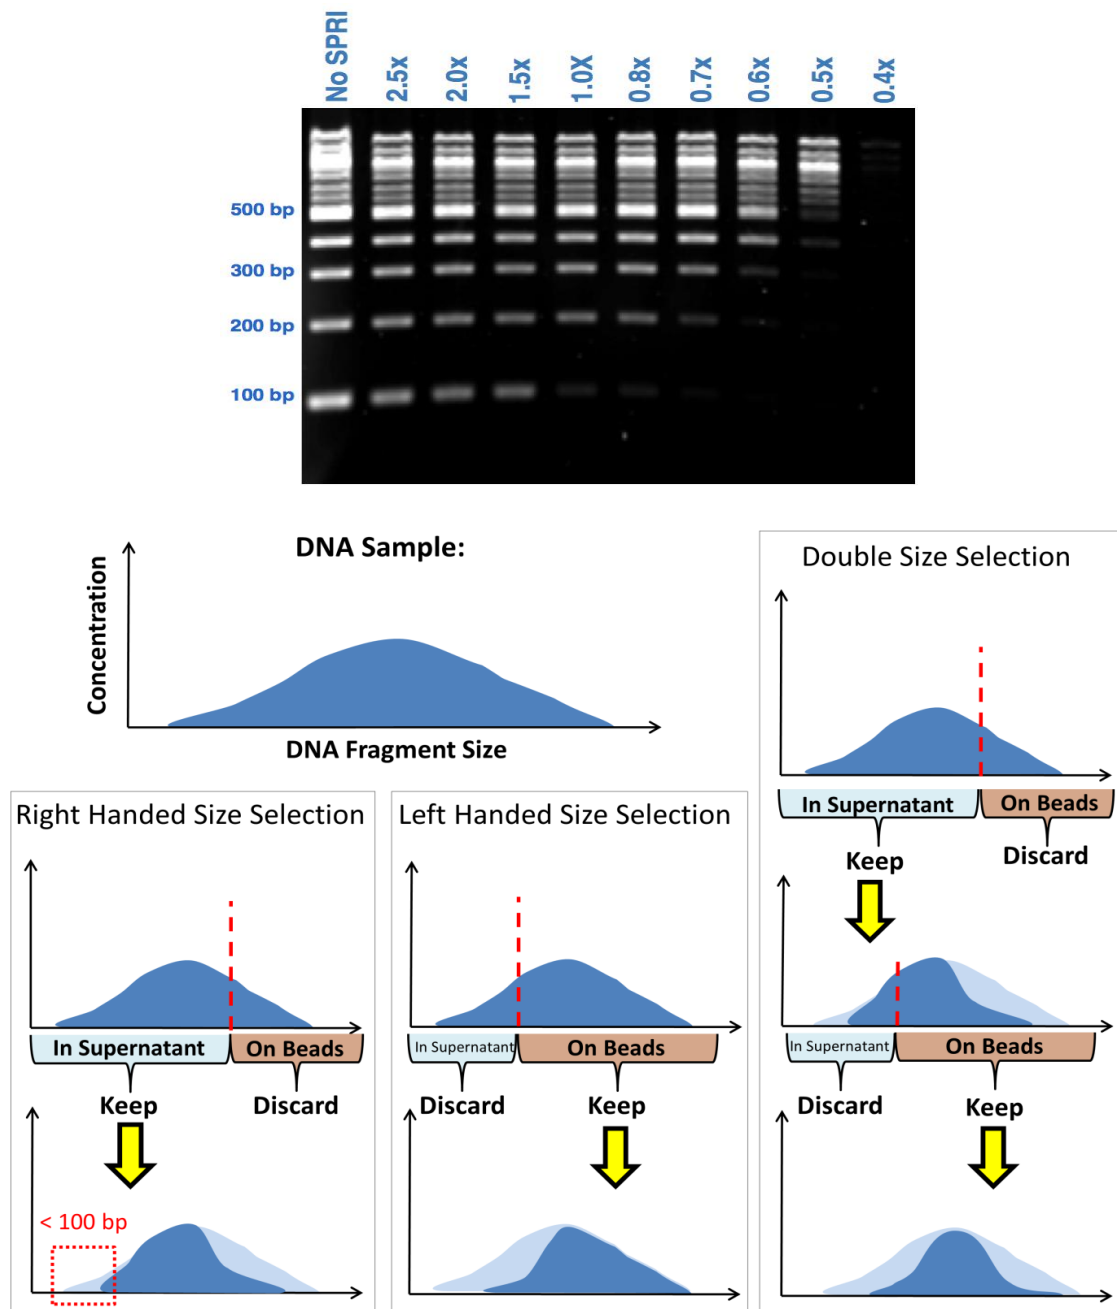 No SPRI
2.5x
2.0x
1.5x
1.0X
0.8x
0.7x
0.6x
0.5x
0.4x
500 bp
300 bp
200 bp
100 bp
DNA Sample:
Concentration
DNA Fragment Size
Double Size Selection
In Supernatant
On Beads
Keep
Discard
In Supernatant
On Beads
Discard
Keep
Right Handed Size Selection
In Supernatant
On Beads
Keep
Discard
< 100 bp
Left Handed Size Selection
In Supernatant
On Beads
Discard
Keep